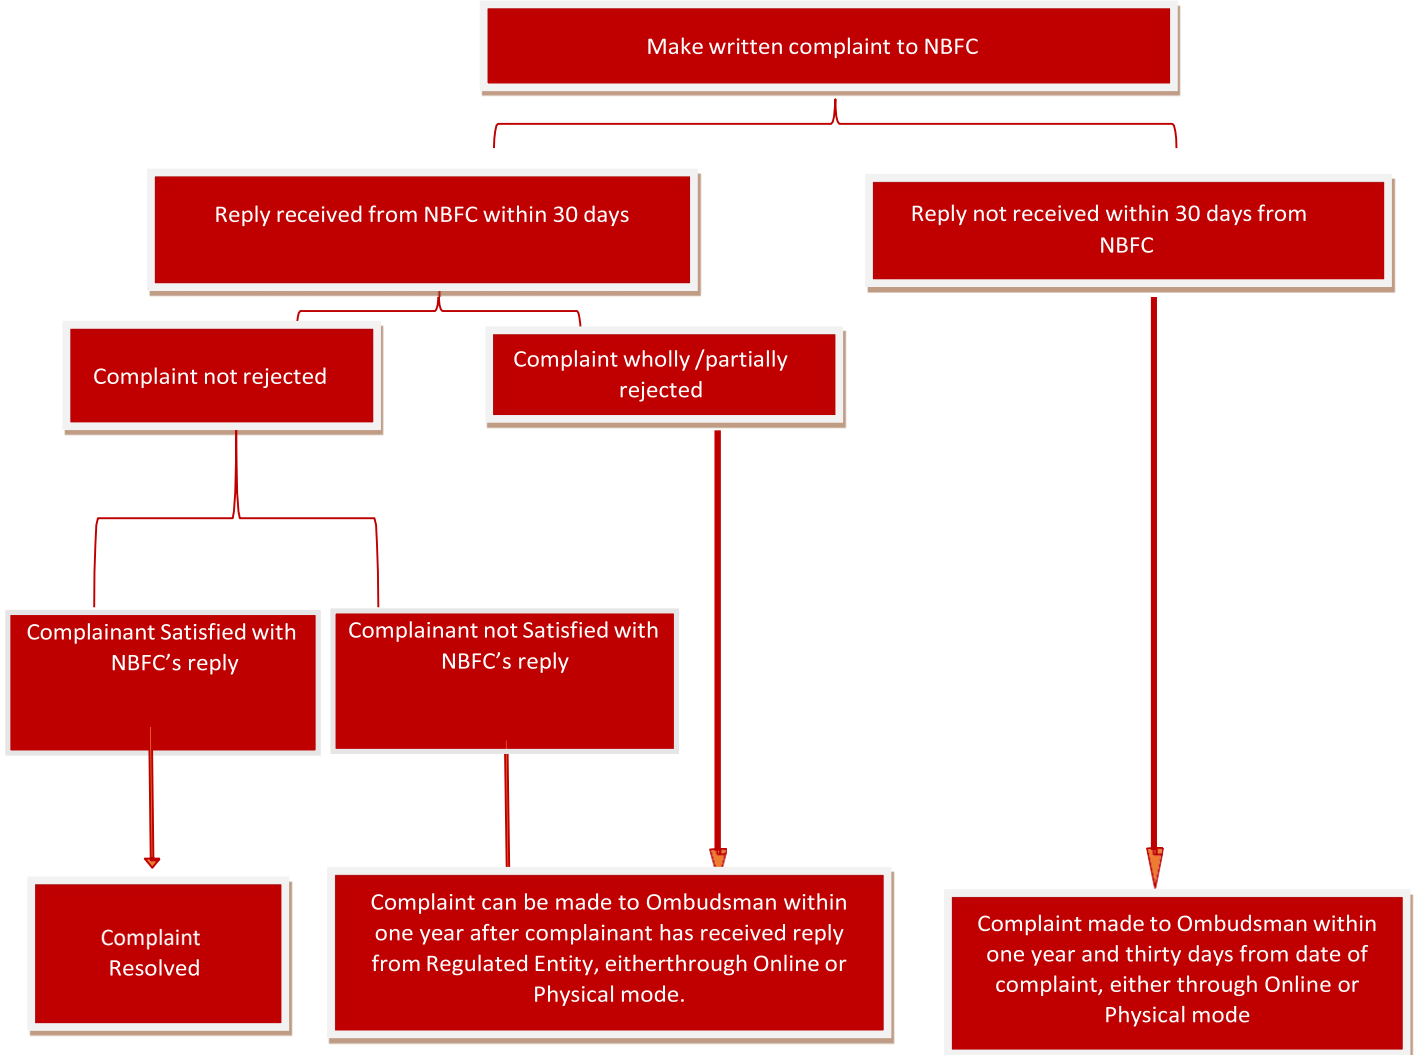 Make written complaint to NBFC
Reply received from NBFC within 30 days
Reply not received within 30 days from
NBFC
Complaint not rejected
Complaint wholly /partially
rejected
Complainant Satisfied with
NBFC’s reply
Complainant not Satisfied with
NBFC’s reply
Complaint
Resolved
Complaint can be made to Ombudsman within
one year after complainant has received reply
from Regulated Entity, eitherthrough Online or
Physical mode.
Complaint made to Ombudsman within
one year and thirty days from date of
complaint, either through Online or
Physical mode